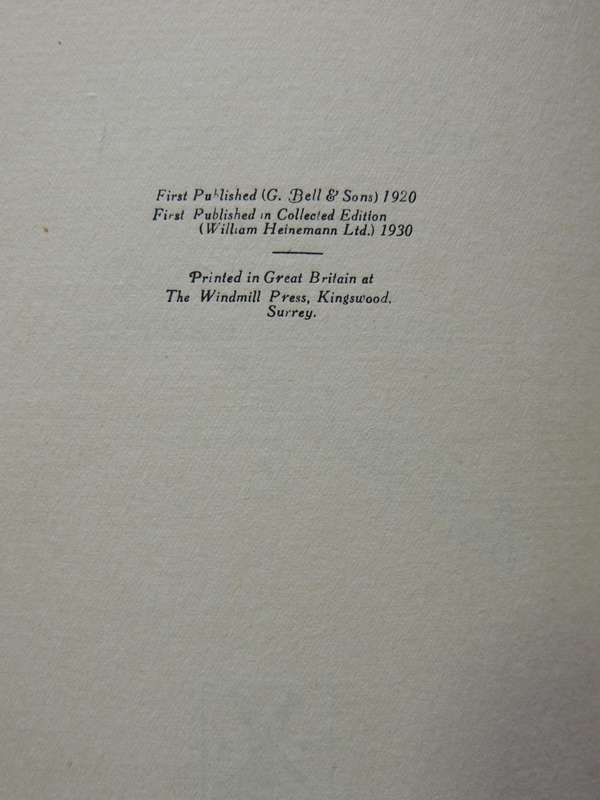 First Published (G. Bell & Sons) 1920
First Published in Collected Edition
(William Heinemann Ltd.) 1930
Printed in Great Britain at
The Windmill Press, Kingswood,
Surrey.